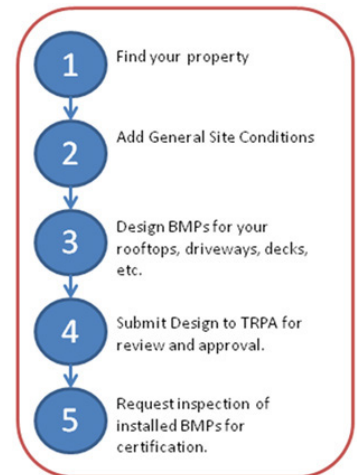 1
Find your property
2
Add General Site Conditions
3
Design BMPs for your
rooftops, driveways, decks,
etc.
4
Submit Design to TRPA for
review and approval.
5
Request inspection of
installed BMPs for
certification.